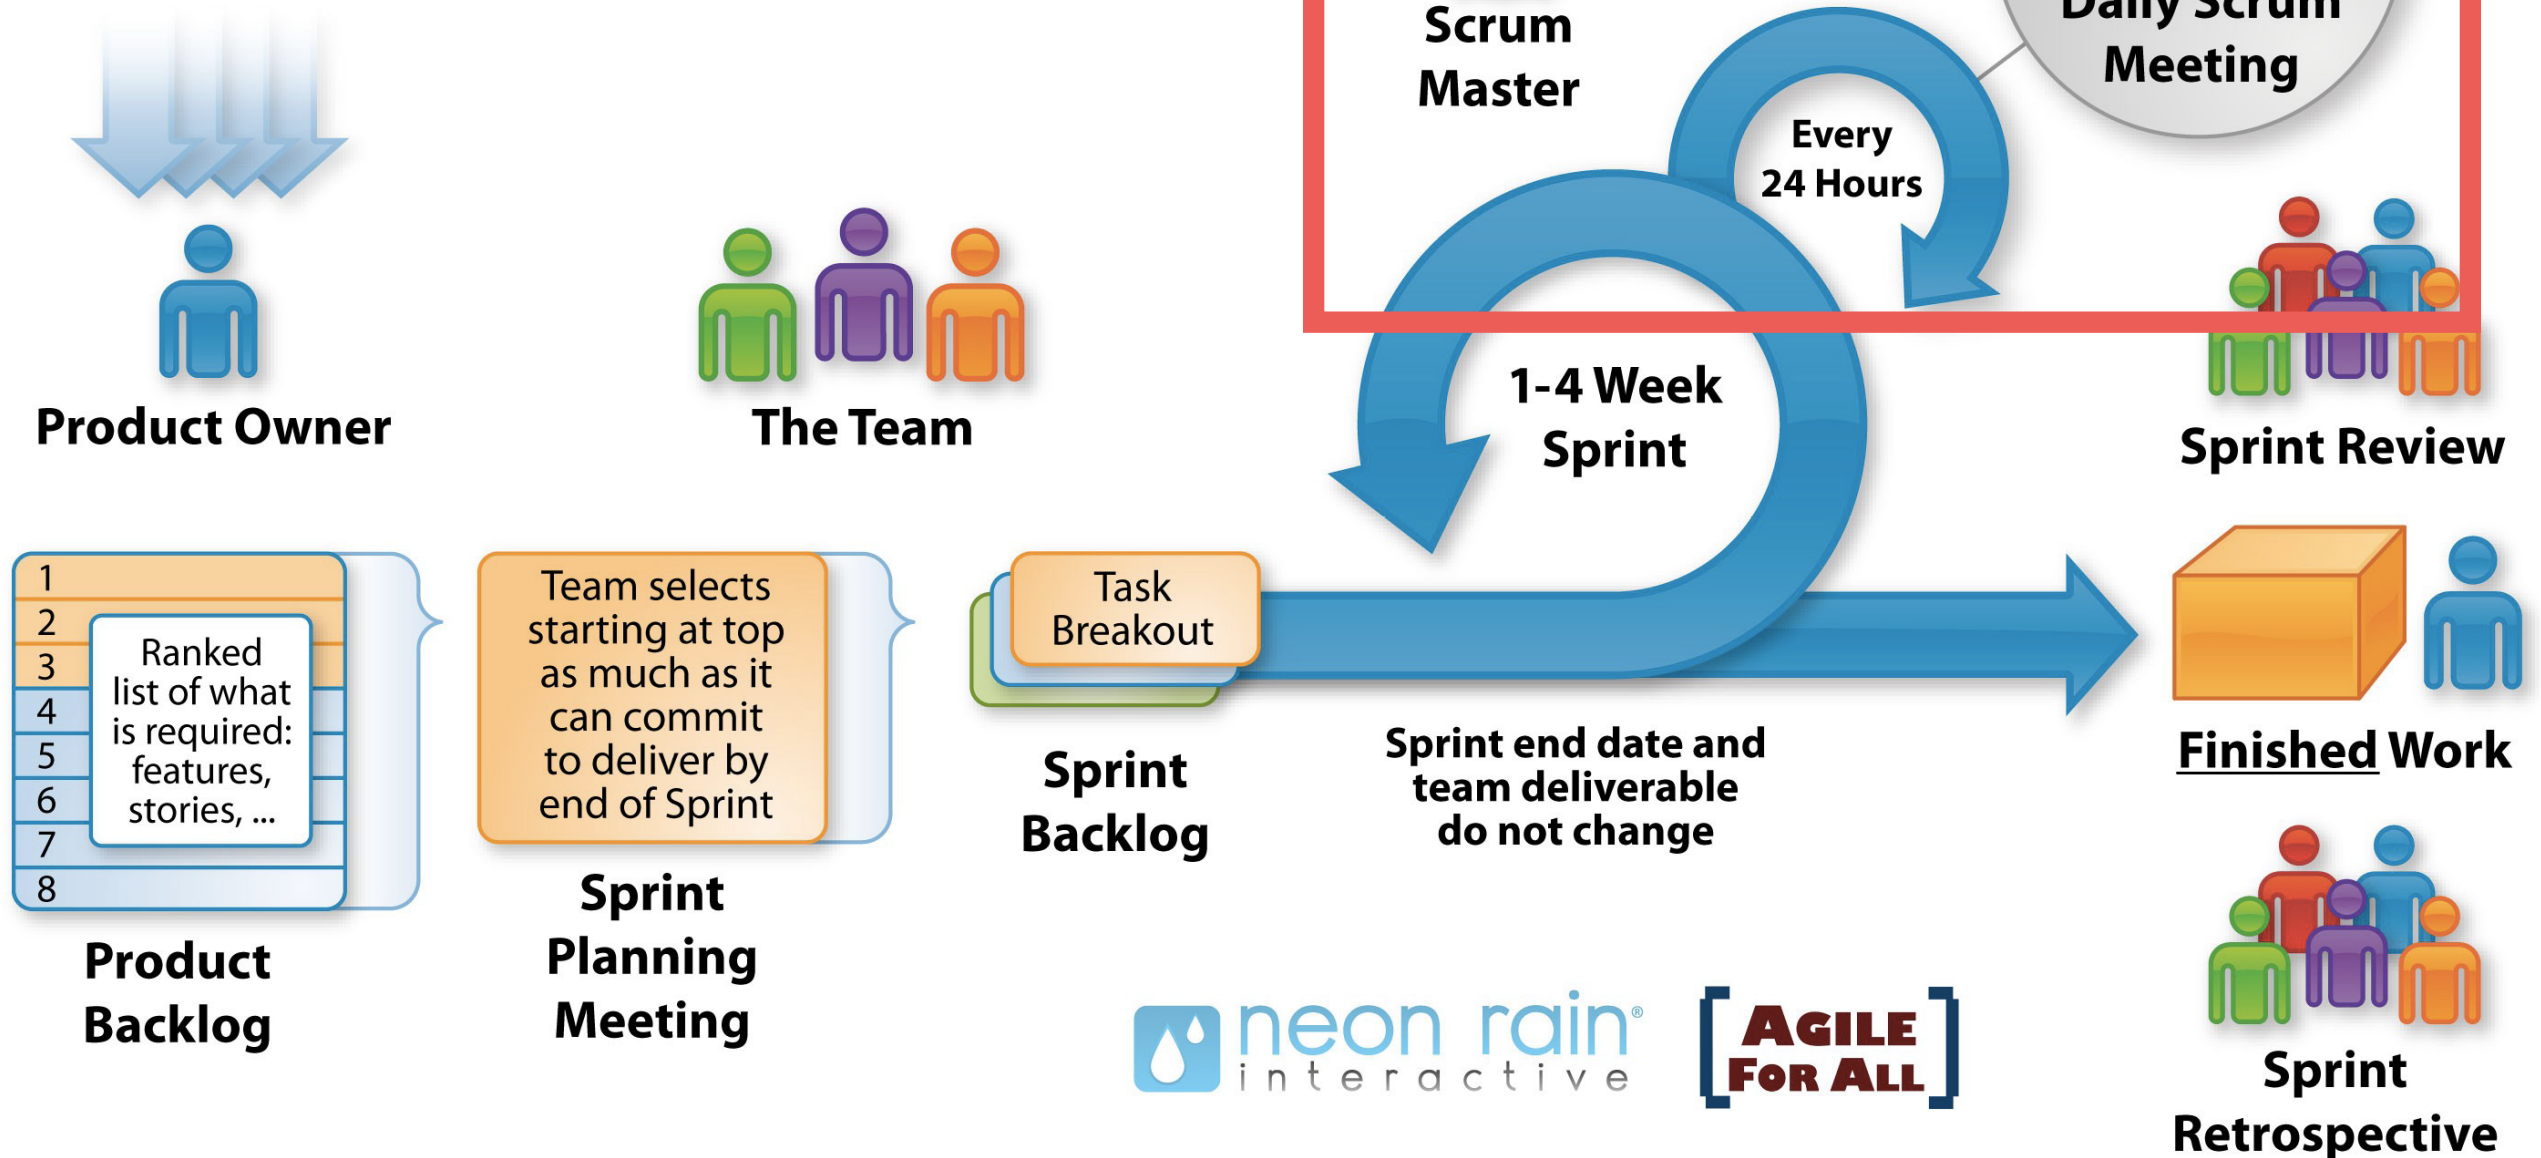 Scrum
Master
Daily Scrum
Meeting
Every
24 Hours
Product Owner
The Team
1-4 Week
Sprint
Sprint Review
1
2
3
4
5
6
7
8
Ranked
list of what
is required:
features,
stories, ...
Product
Backlog
Team selects
starting at top
as much as it
can commit
to deliver by
end of Sprint
Sprint
Planning
Meeting
Task
Breakout
Sprint
Backlog
Sprint end date and
team deliverable
do not change
Finished Work
Sprint
Retrospective
neon rain®
interactive
AGILE
FOR ALL